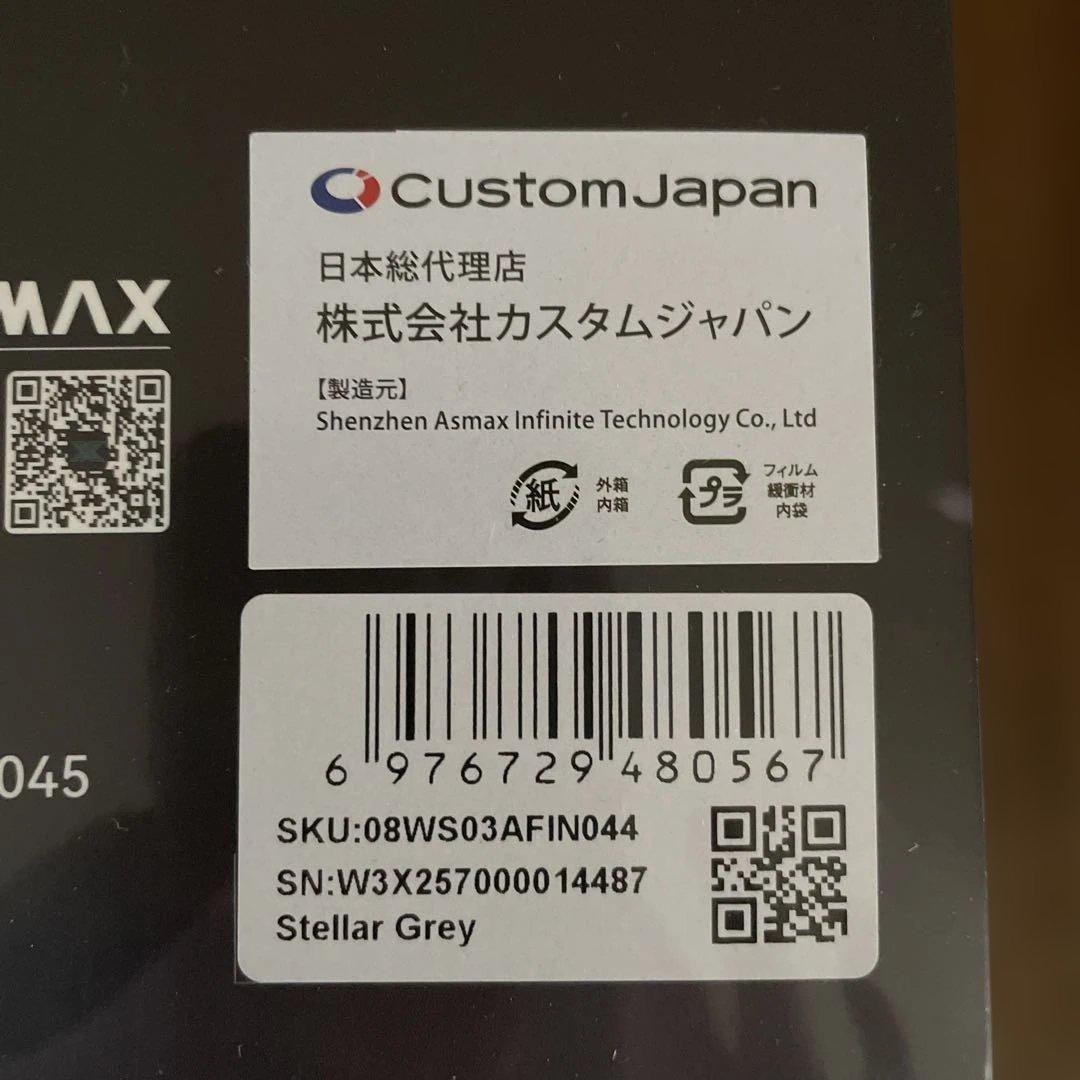 CustomJapan
日本総代理店
株式会社カスタムジャパン
【製造元】
Shenzhen Asmax Infinite Technology Co., Ltd
紙
外箱
内箱
プラ
フィルム
緩衝材
内袋
MAX
045
6 976729 480567
SKU:08WS03AFIN044
SN:W3X257000014487
Stellar Grey